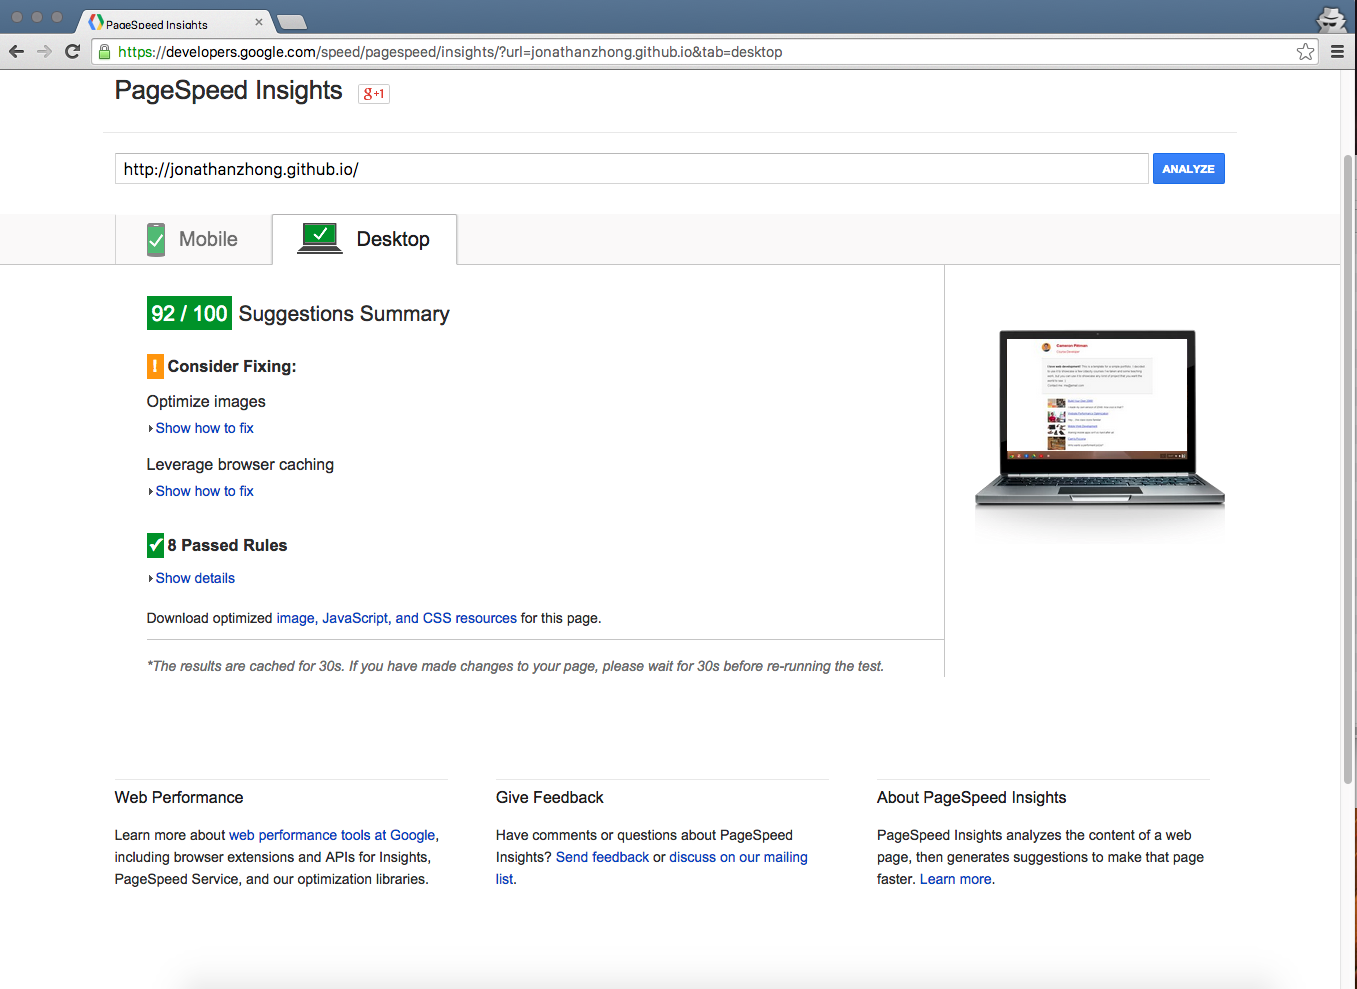 PageSpeed Insights
https://developers.google.com/speed/pagespeed/insights/?url=jonathanzhong.github.io&tab=desktop
PageSpeed Insights
g+1
http://jonathanzhong.github.io/
ANALYZE
Mobile
Desktop
92 / 100 Suggestions Summary
! Consider Fixing:
Optimize images
Show how to fix
Leverage browser caching
Show how to fix
8 Passed Rules
Show details
Download optimized image, JavaScript, and CSS resources for this page.
*The results are cached for 30s. If you have made changes to your page, please wait for 30s before re-running the test.
Cameron Pittman
Web Performance
Learn more about web performance tools at Google,
including browser extensions and APIs for Insights,
PageSpeed Service, and our optimization libraries.
Give Feedback
Have comments or questions about PageSpeed
Insights? Send feedback or discuss on our mailing
list.
About PageSpeed Insights
PageSpeed Insights analyzes the content of a web
page, then generates suggestions to make that page
faster. Learn more.